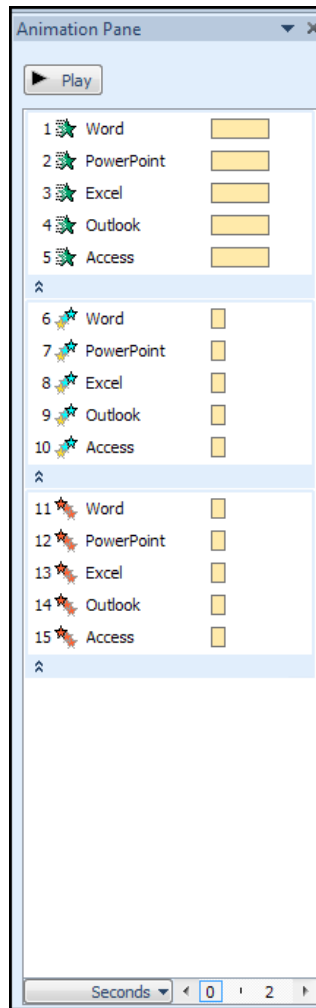 Animation Pane
Play
1 Word
2 PowerPoint
3 Excel
4 Outlook
5 Access
6 Word
7 PowerPoint
8 Excel
9 Outlook
10 Access
11 Word
12 PowerPoint
13 Excel
14 Outlook
15 Access
Seconds 0 2